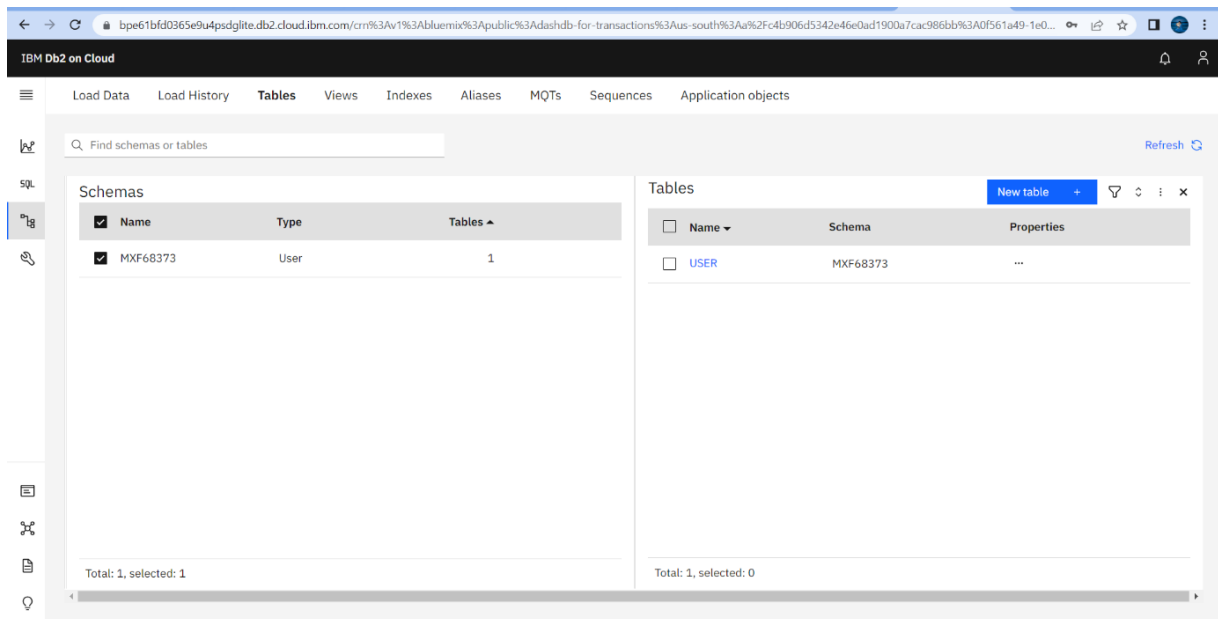 bpe61bfd0365e9u4psdglite.db2.cloud.ibm.com/crn%3Av1%3Abluemix%3Apublic%3Adashdb-for-transactions%3Aus-south%3Aa%2Fc4b906d5342e46e0ad1900a7cac986bb%3A0f561a49-1e0...
IBM Db2 on Cloud
Load Data Load History Tables Views Indexes Aliases MQTs Sequences Application objects
Find schemas or tables Refresh
SQL
Schemas
Name Type Tables
MXF68373 User 1
Total: 1, selected: 1
Tables New table +
Name Schema Properties
USER MXF68373 ...
Total: 1, selected: 0